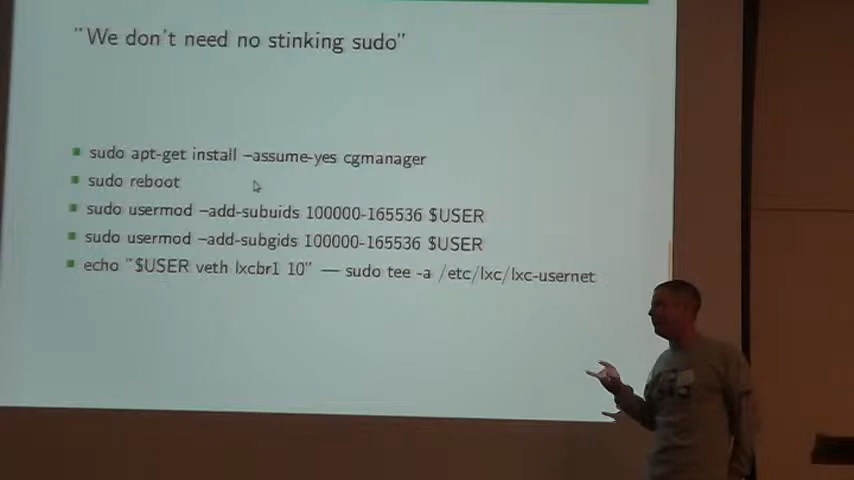 "We don't need no stinking sudo"
sudo apt-get install –assume-yes cgmanager
sudo reboot
sudo usermod –add-subuids 100000-165536 $USER
sudo usermod –add-subgids 100000-165536 $USER
echo "$USER veth lxcbr1 10" — sudo tee -a /etc/lxc/lxc-usernet